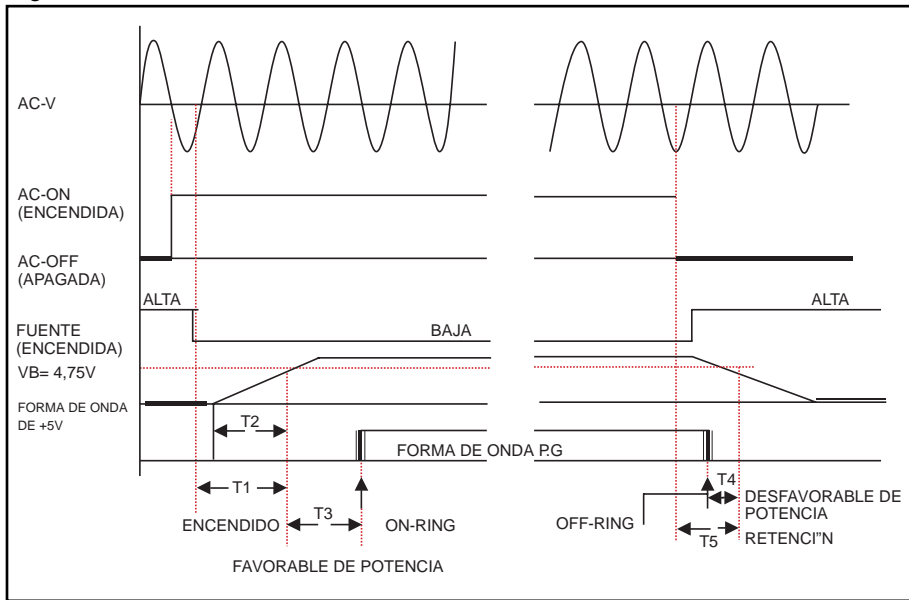 AC-V
AC-ON
(ENCENDIDA)
AC-OFF
(APAGADA)
ALTA
ALTA
FUENTE
(ENCENDIDA)
BAJA
VB= 4,75V
FORMA DE ONDA
DE +5V
T2
FORMA DE ONDA P.G
T1
T4
DESFAVORABLE DE
POTENCIA
ENCENDIDO
T3
ON-RING
OFF-RING
T5
RETENCI"N
FAVORABLE DE POTENCIA